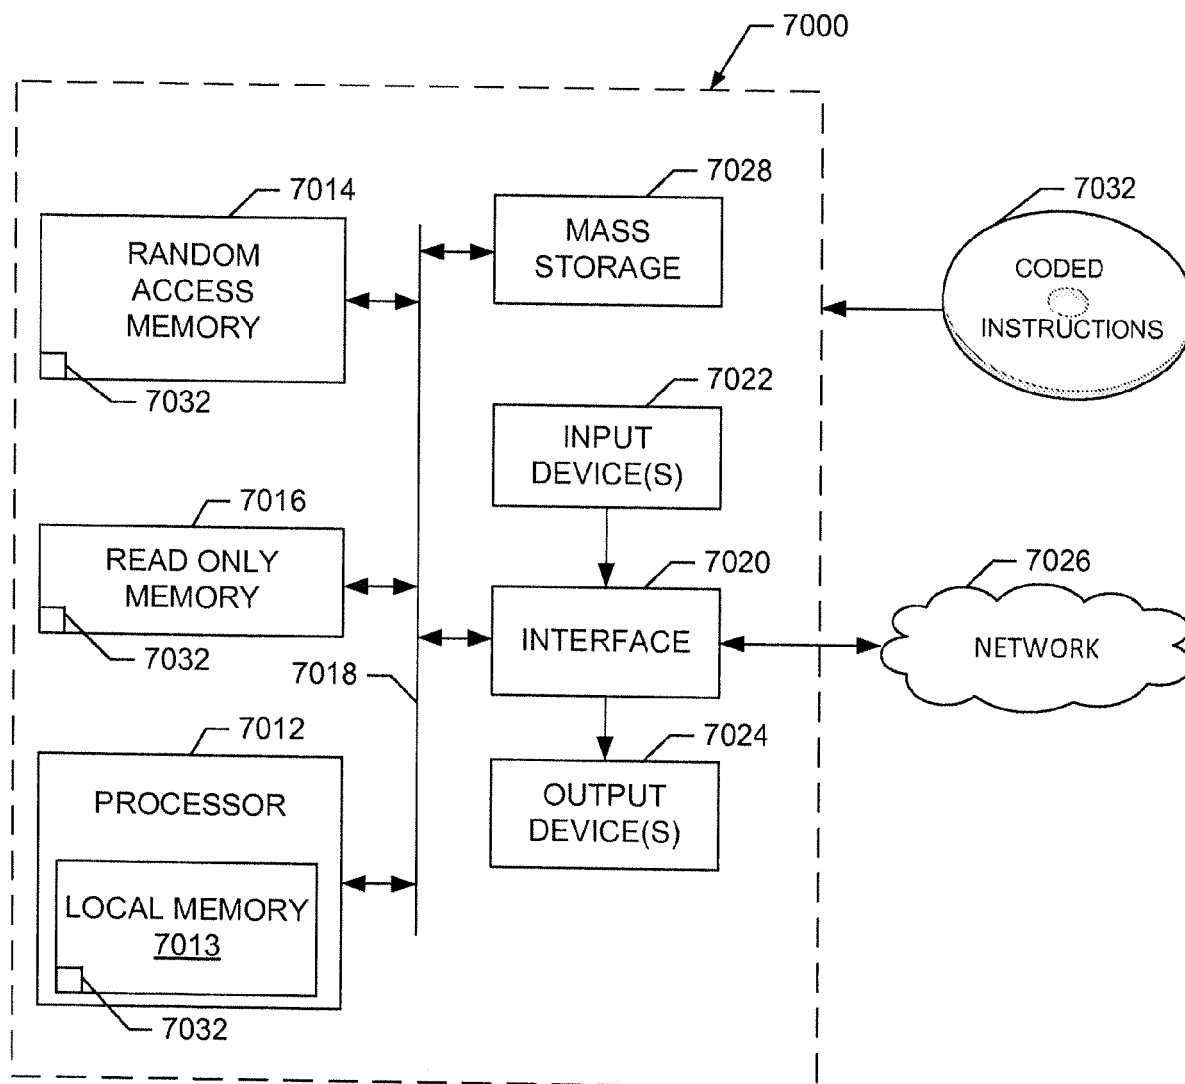 7000
7014
RANDOM
ACCESS
MEMORY
7032
7028
MASS
STORAGE
7032
CODED
INSTRUCTIONS
7022
INPUT
DEVICE(S)
7016
READ ONLY
MEMORY
7032
7018
7020
INTERFACE
7026
NETWORK
7012
PROCESSOR
LOCAL MEMORY
7013
7032
7024
OUTPUT
DEVICE(S)